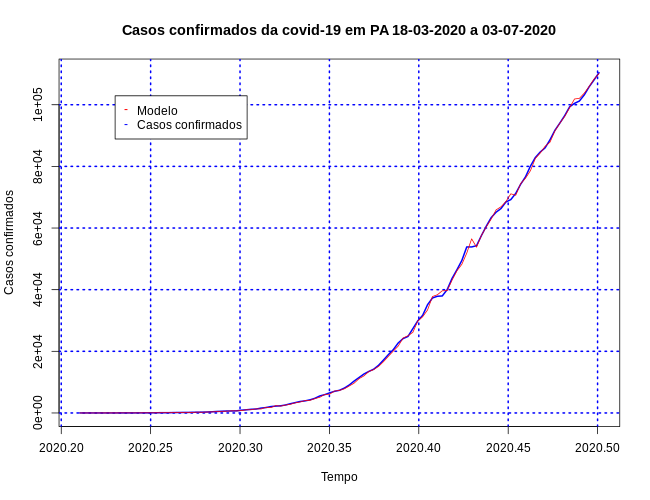 Casos confirmados da covid-19 em PA 18-03-2020 a 03-07-2020
Casos confirmados
1e+05
8e+04
6e+04
4e+04
2e+04
0e+00
- Modelo
- Casos confirmados
2020.20 2020.25 2020.30 2020.35 2020.40 2020.45 2020.50
Tempo